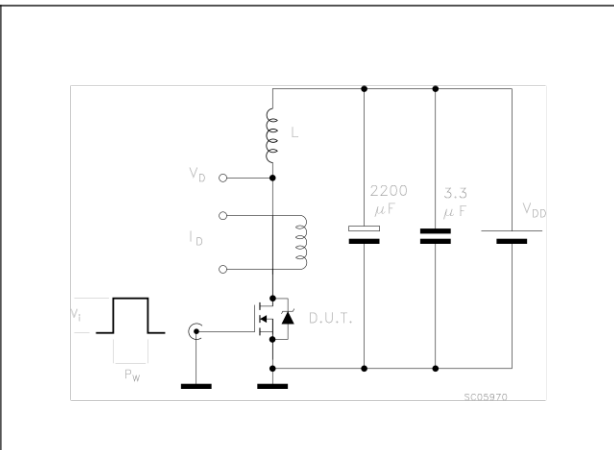 L
V_D
2200
µF
3.3
µF
V_DD
I_D
V_i
D.U.T.
P_W
SC05970